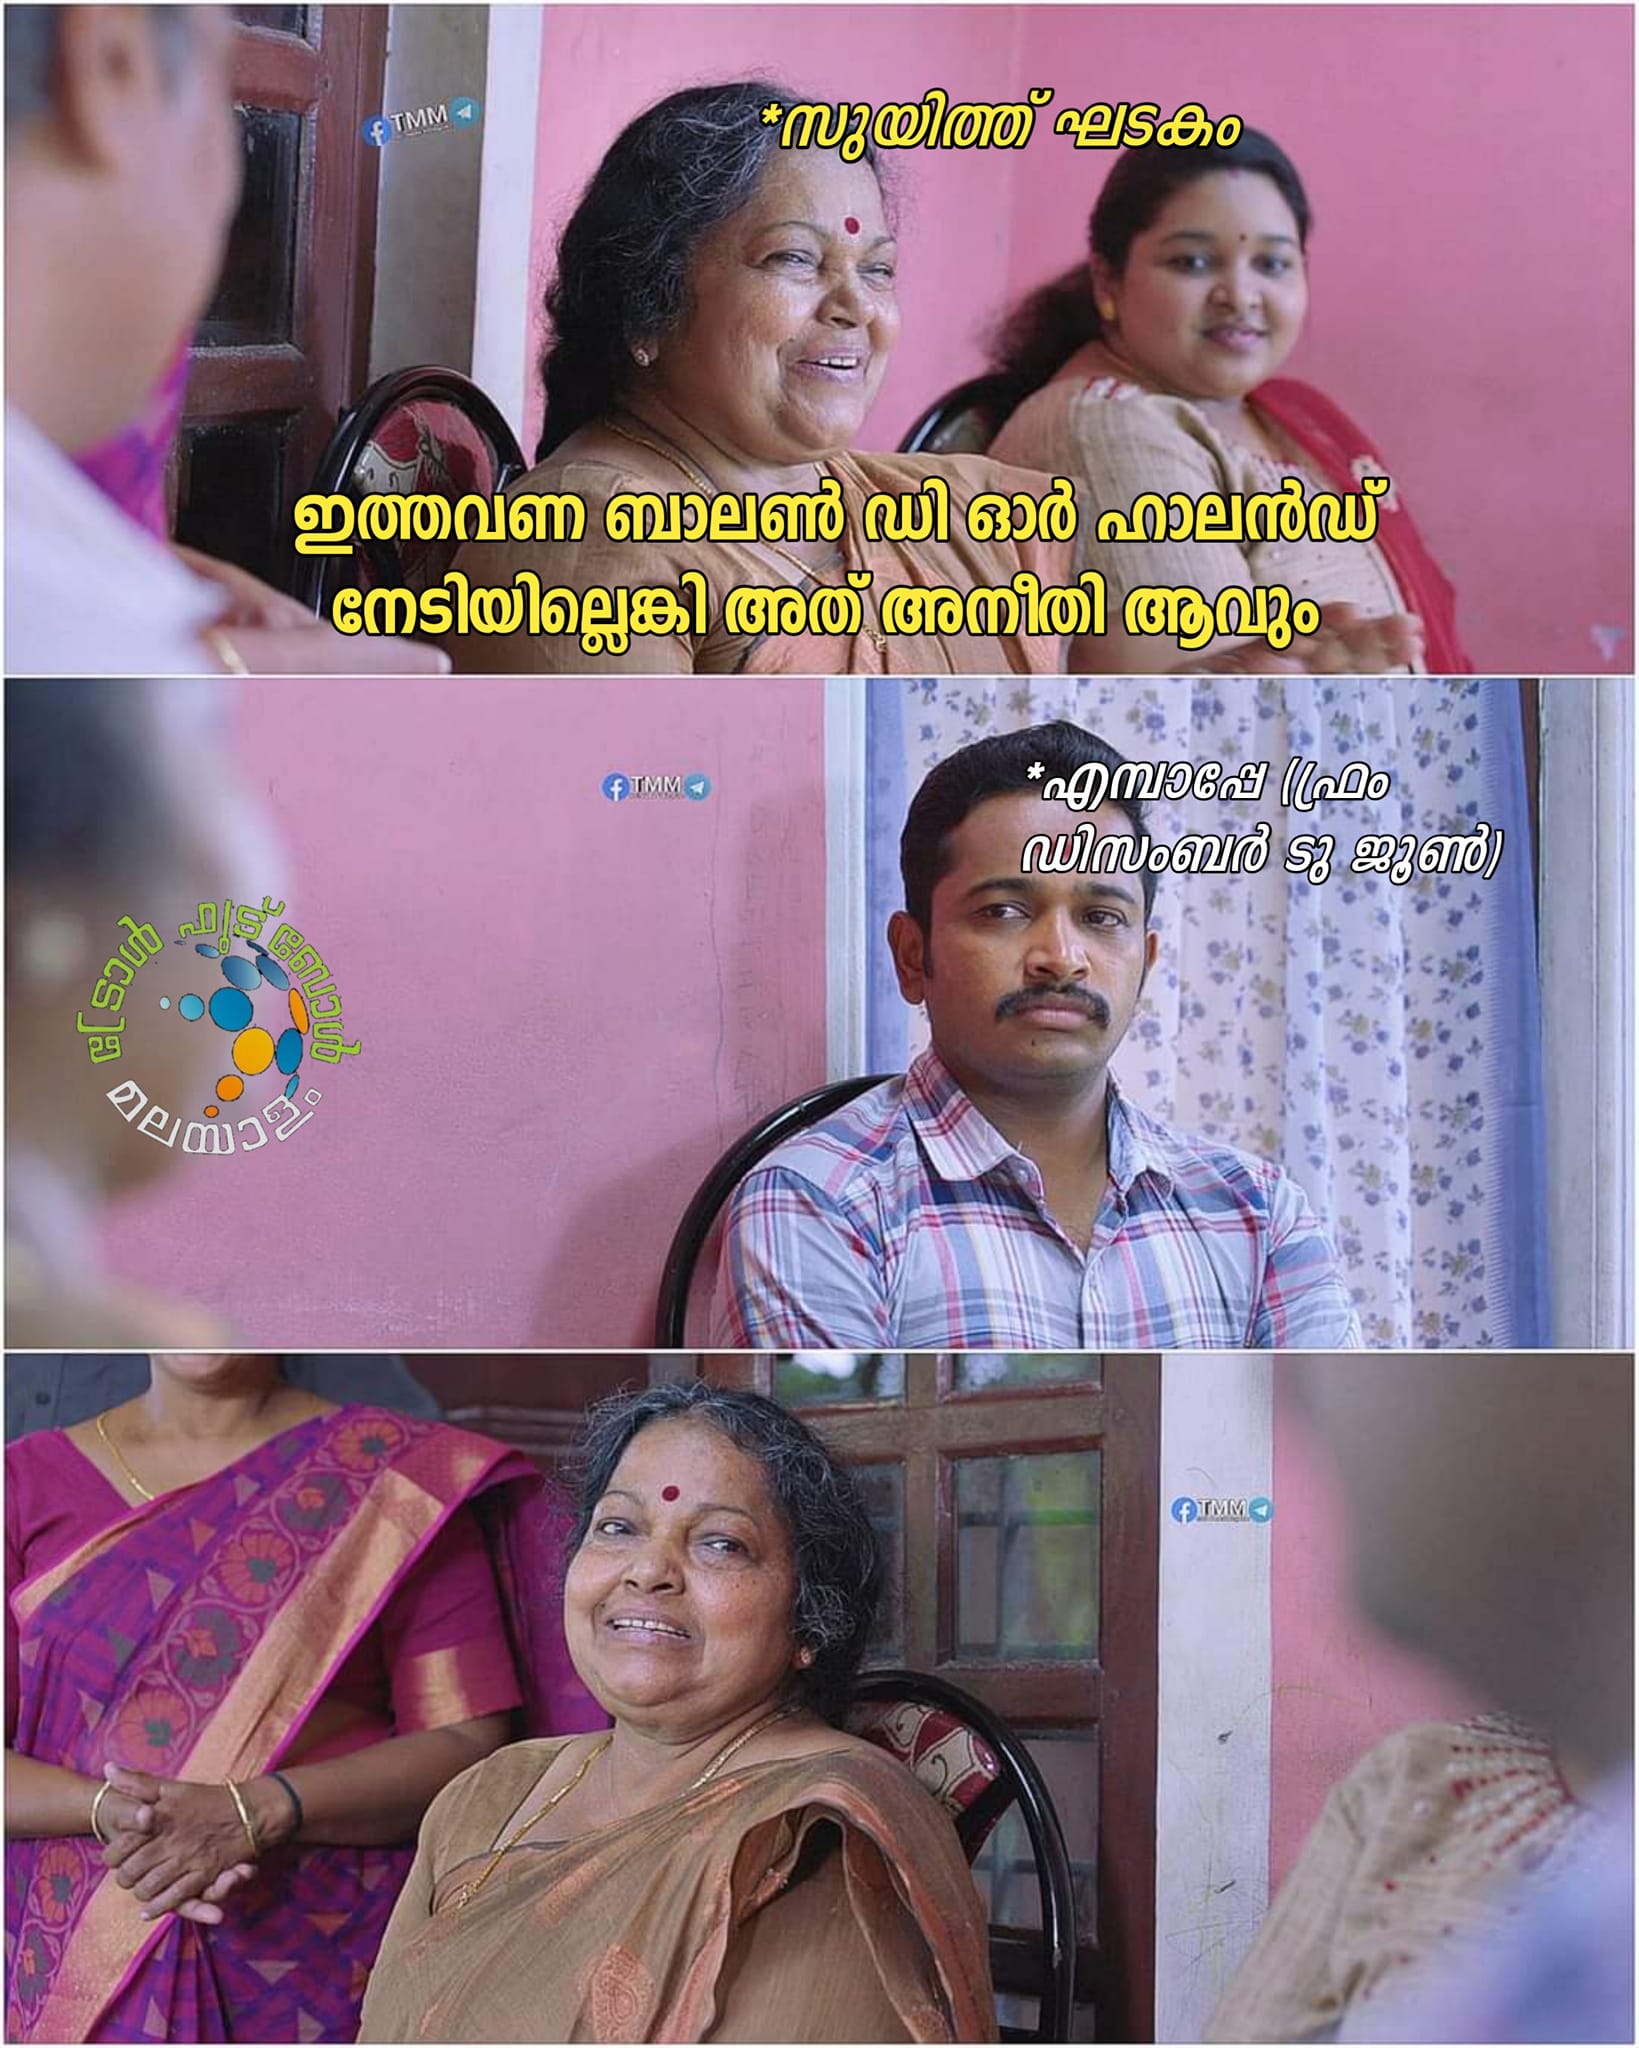 TMM
*സുയിത്ത് ഘടകം
ഇത്തവണ ബാലൺ ഡി ഓർ ഹാലൻഡ്
നേടിയില്ലെങ്കി അത് അനീതി ആവും
TMM
*എമ്പാപ്പേ (ഫ്രം
ഡിസംബർ ടു ജൂൺ)
ട്രോൾ ഫുട്ബോൾ
മലയാളം
TMM